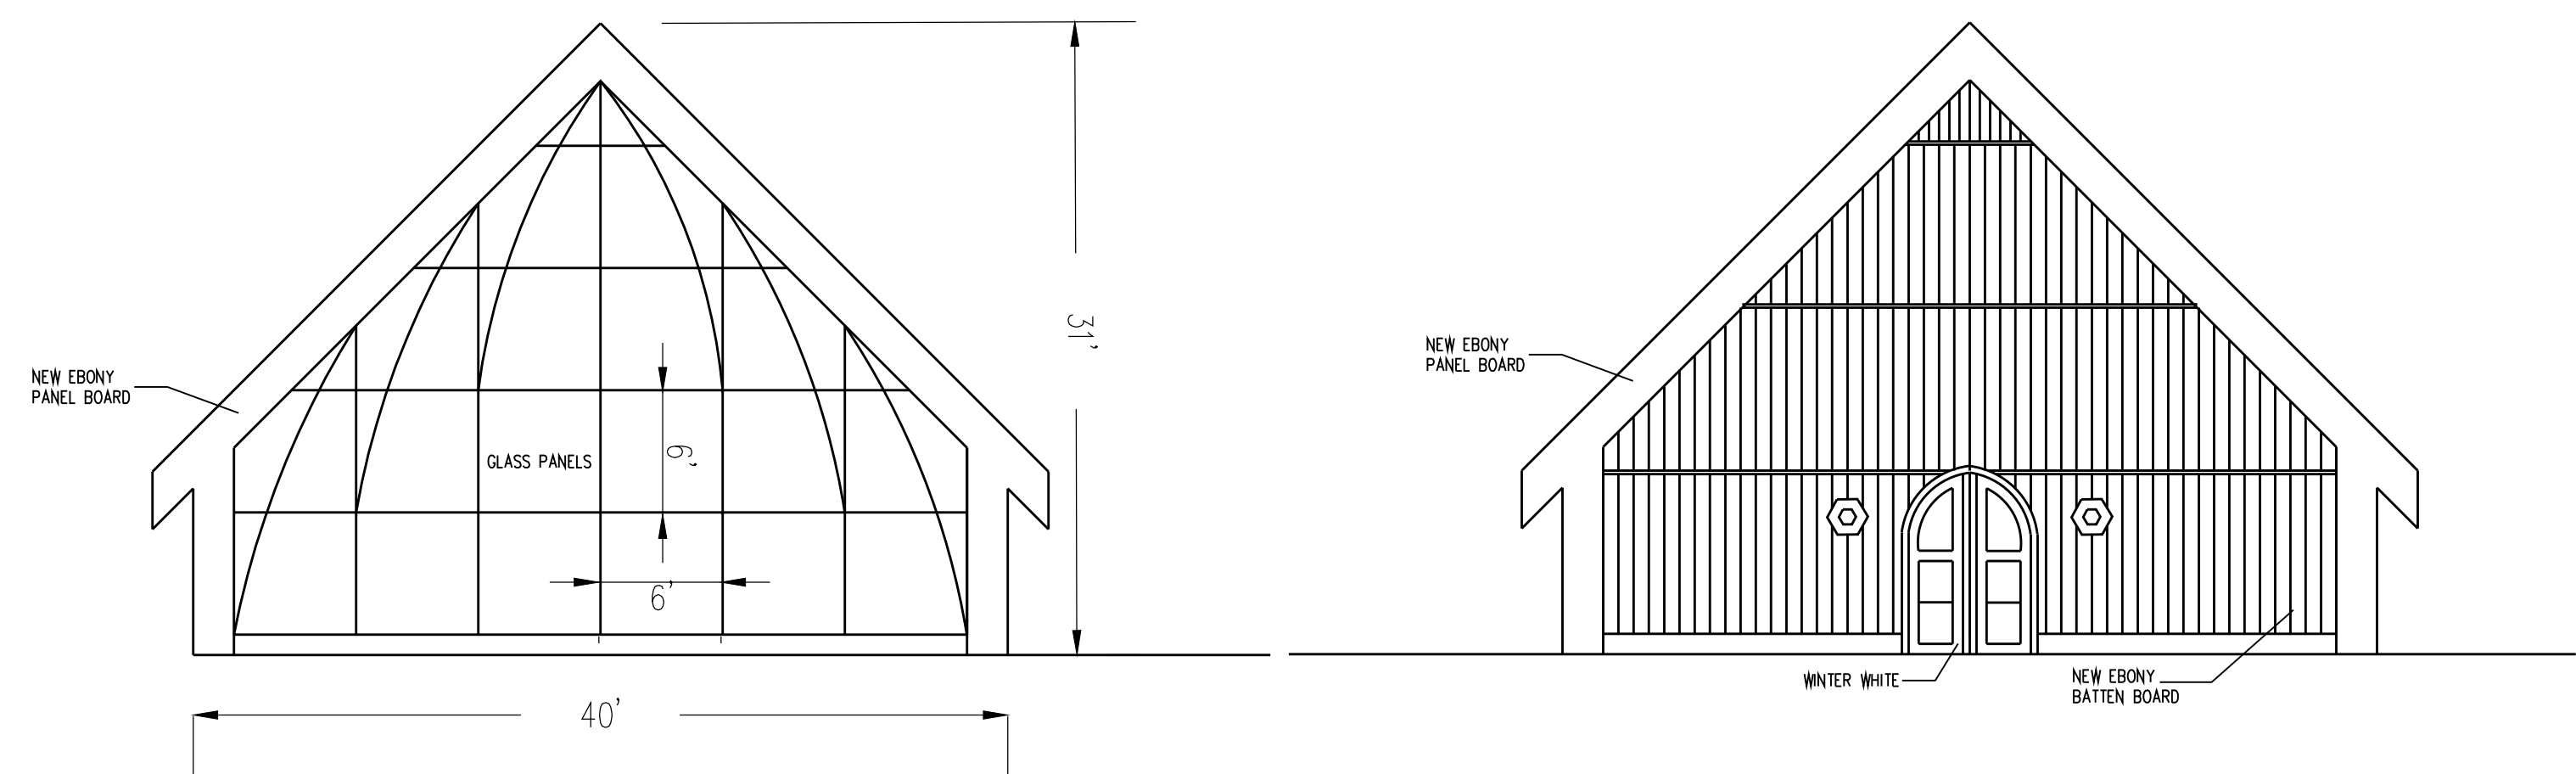 31'
NEW EBONY
PANEL BOARD
GLASS PANELS
6'
6'
40'
NEW EBONY
PANEL BOARD
WINTER WHITE
NEW EBONY
BATTEN BOARD